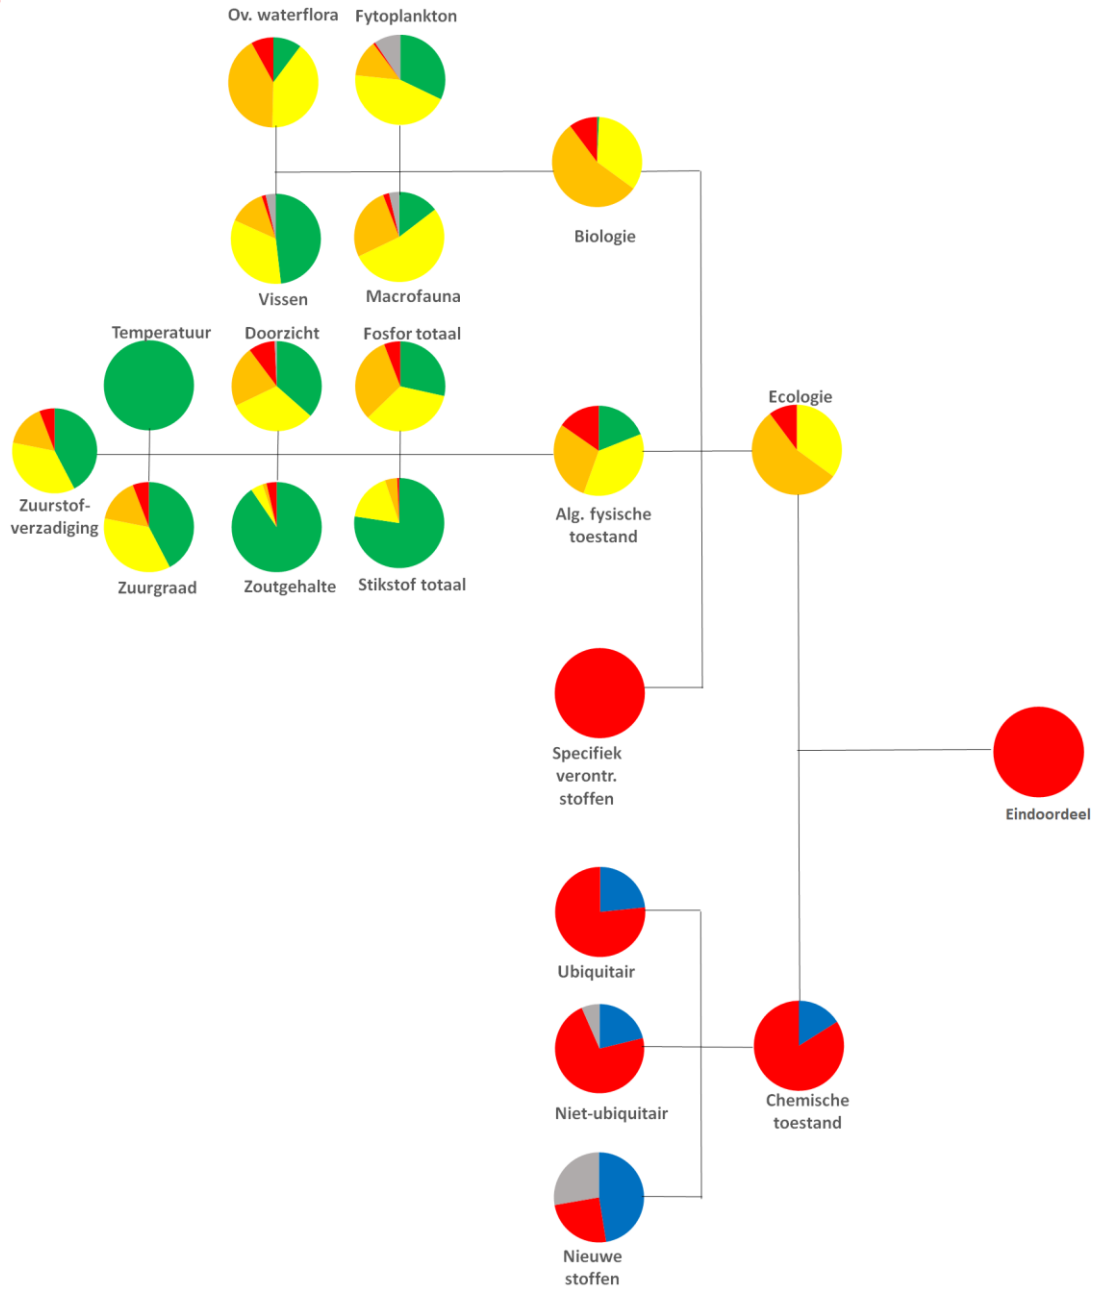 Ov. waterflora
Fytoplankton
Biologie
Vissen
Macrofauna
Temperatuur
Doorzicht
Fosfor totaal
Ecologie
Zuurstof-
verzadiging
Alg. fysische
toestand
Zuurgraad
Zoutgehalte
Stikstof totaal
Specifiek
verontr.
stoffen
Eindoordeel
Ubiquitair
Niet-ubiquitair
Chemische
toestand
Nieuwe
stoffen